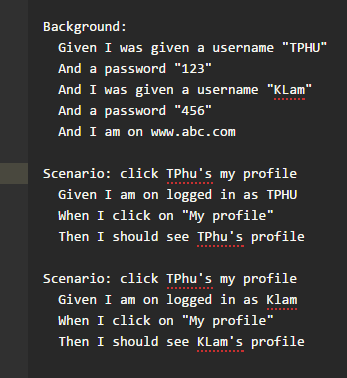 Background:
Given I was given a username "TPHU"
And a password "123"
And I was given a username "KLam"
And a password "456"
And I am on www.abc.com
Scenario: click TPhu's my profile
Given I am on logged in as TPHU
When I click on "My profile"
Then I should see TPhu's profile
Scenario: click TPhu's my profile
Given I am on logged in as Klam
When I click on "My profile"
Then I should see KLam's profile